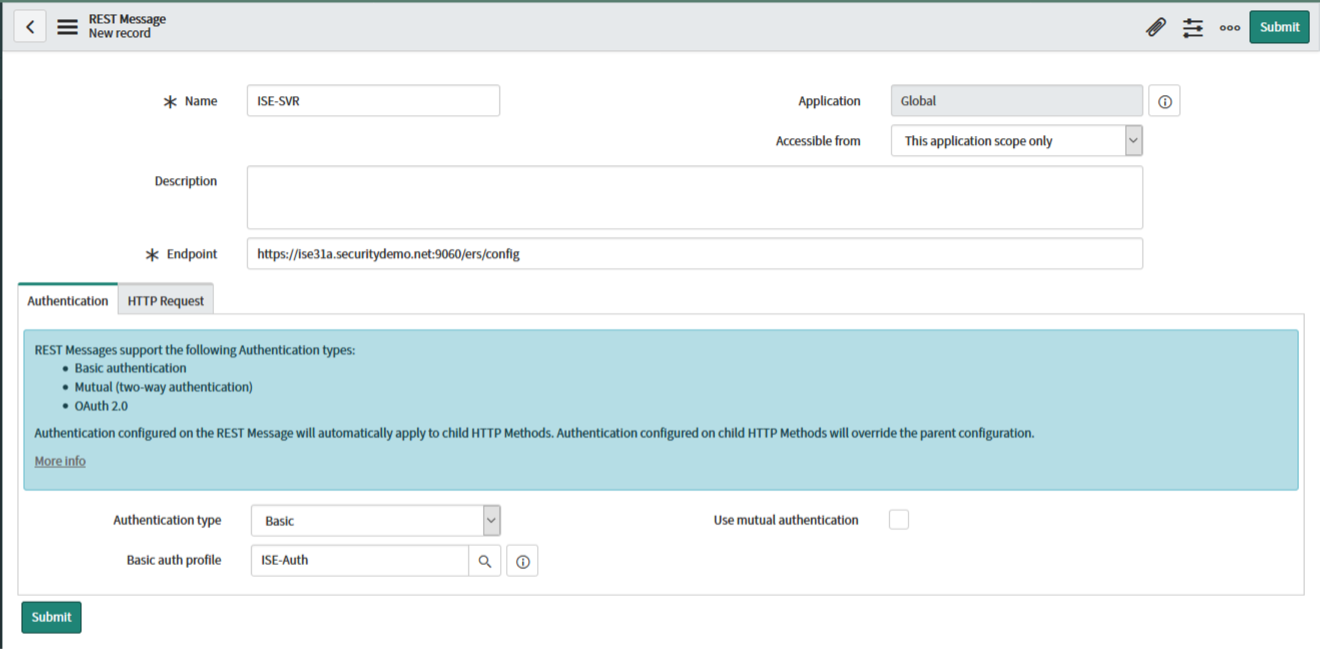 REST Message
New record
Submit
Name
ISE-SVR
Application
Global
Accessible from
This application scope only
Description
Endpoint
https://ise31a.securitydemo.net:9060/ers/config
Authentication
HTTP Request
REST Messages support the following Authentication types:
• Basic authentication
• Mutual (two-way authentication)
• OAuth 2.0
Authentication configured on the REST Message will automatically apply to child HTTP Methods. Authentication configured on child HTTP Methods will override the parent configuration.
More info
Authentication type
Basic
Use mutual authentication
Basic auth profile
ISE-Auth
Submit